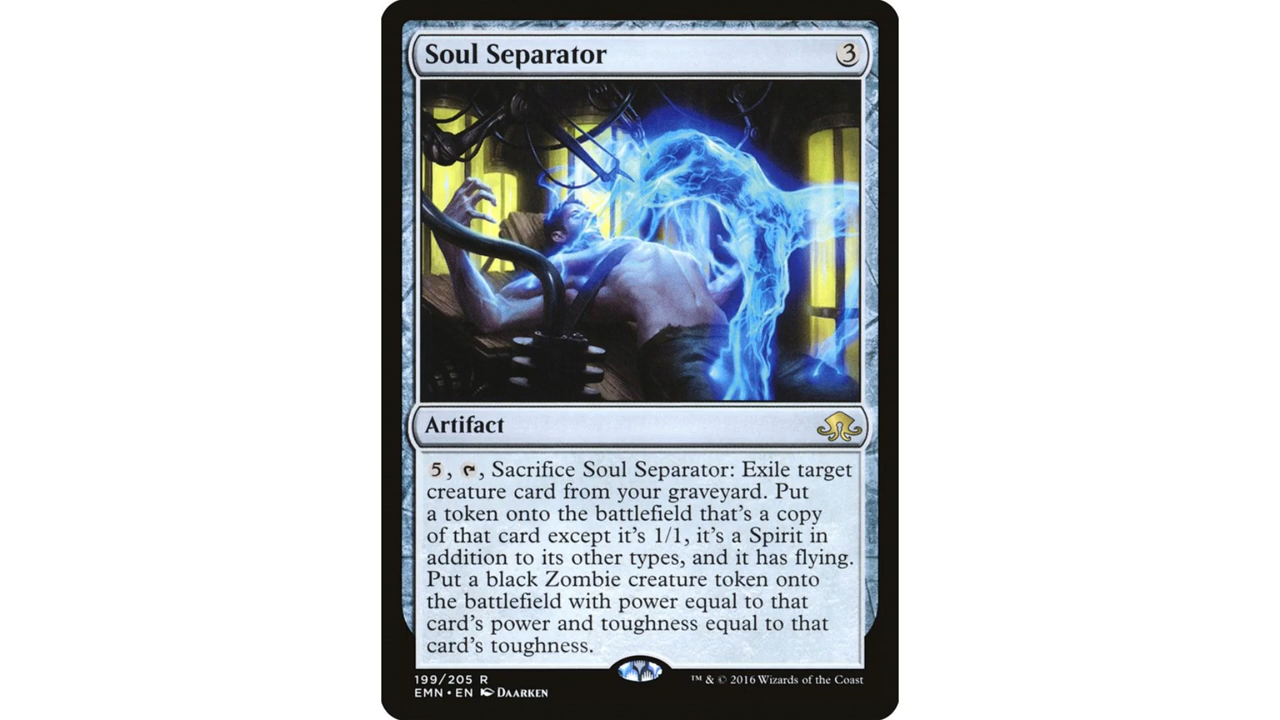 Soul Separator 3
Artifact
5, , Sacrifice Soul Separator: Exile target
creature card from your graveyard. Put
a token onto the battlefield that's a copy
of that card except it's 1/1, it's a Spirit in
addition to its other types, and it has flying.
Put a black Zombie creature token onto
the battlefield with power equal to that
card's power and toughness equal to that
card's toughness.
199/205 R
EMN • EN DAARKEN
™ & © 2016 Wizards of the Coast